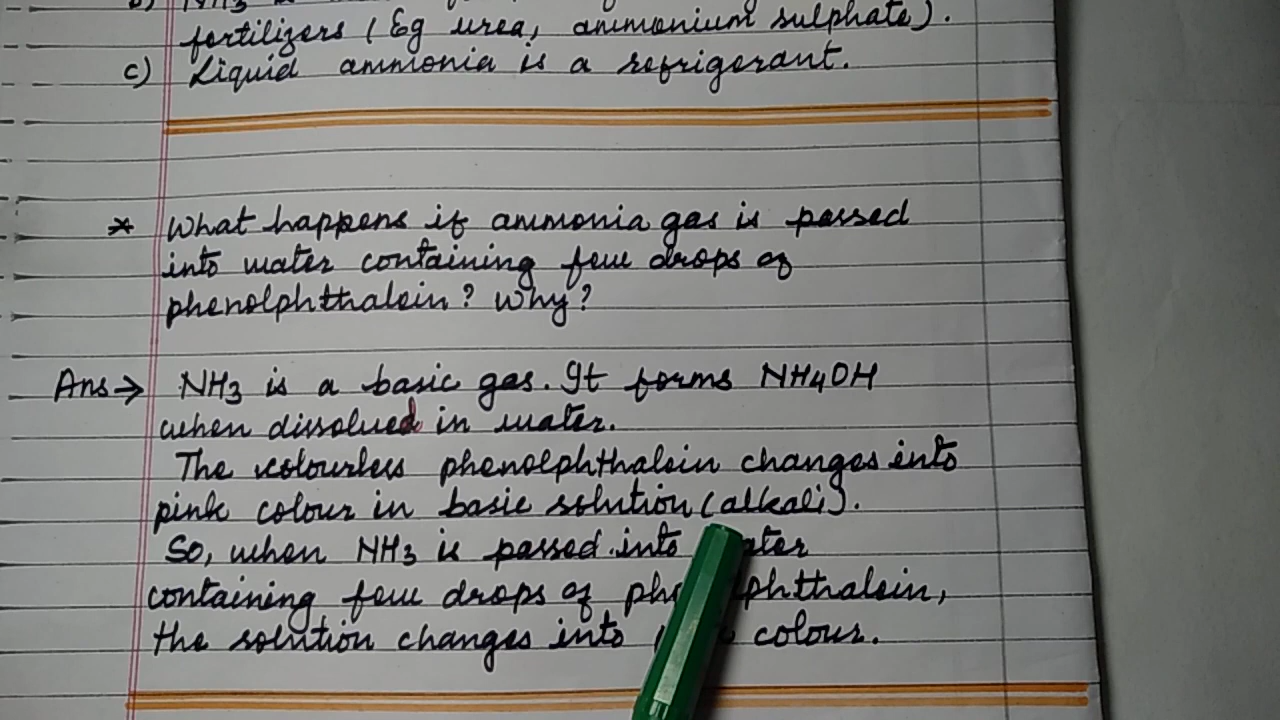 fertilizers (Eg urea, ammonium sulphate).
c) Liquid ammonia is a refrigerant.
* What happens if ammonia gas is passed
into water containing few drops of
phenolphthalein? Why?
Ans→ NH3 is a basic gas. It forms NH4OH
when dissolved in water.
The colourless phenolphthalein changes into
pink colour in basic solution (alkali).
So, when NH3 is passed into
containing few drops of
the solution changes into colour.